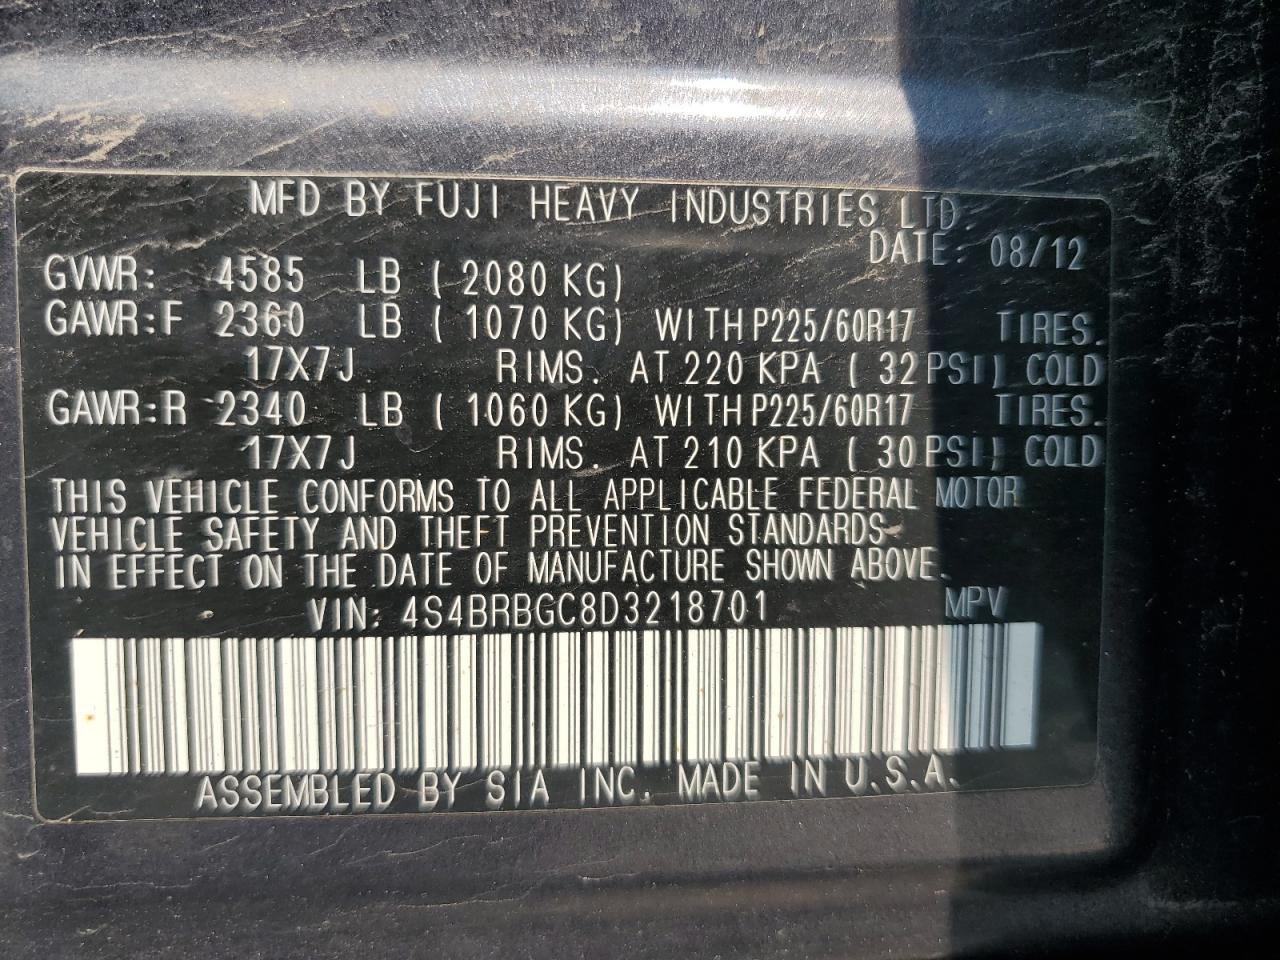 MFD BY FUJI HEAVY INDUSTRIES LTD.
DATE: 08/12
GVWR: 4585 LB ( 2080 KG)
GAWR:F 2360 LB ( 1070 KG) WITH P225/60R17 TIRES.
17X7J RIMS. AT 220 KPA ( 32 PSI) COLD
GAWR:R 2340 LB ( 1060 KG) WITH P225/60R17 TIRES.
17X7J RIMS. AT 210 KPA ( 30 PSI) COLD
THIS VEHICLE CONFORMS TO ALL APPLICABLE FEDERAL MOTOR
VEHICLE SAFETY AND THEFT PREVENTION STANDARDS
IN EFFECT ON THE DATE OF MANUFACTURE SHOWN ABOVE.
VIN: 4S4BRBGC8D3218701 MPV
ASSEMBLED BY SIA INC. MADE IN U.S.A.